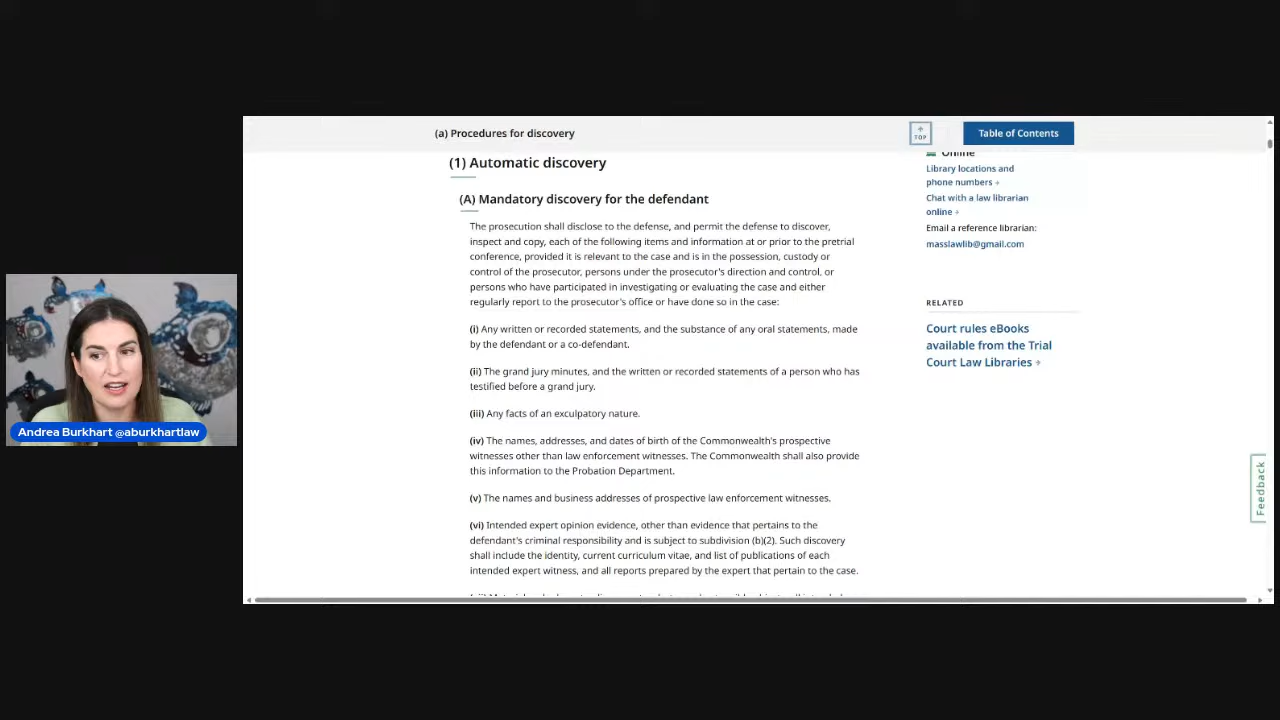 (a) Procedures for discovery
TOP
Table of Contents
(1) Automatic discovery
(A) Mandatory discovery for the defendant
The prosecution shall disclose to the defense, and permit the defense to discover,
inspect and copy, each of the following items and information at or prior to the pretrial
conference, provided it is relevant to the case and is in the possession, custody or
control of the prosecutor, persons under the prosecutor's direction and control, or
persons who have participated in investigating or evaluating the case and either
regularly report to the prosecutor's office or have done so in the case:
(i) Any written or recorded statements, and the substance of any oral statements, made
by the defendant or a co-defendant.
(ii) The grand jury minutes, and the written or recorded statements of a person who has
testified before a grand jury.
(iii) Any facts of an exculpatory nature.
(iv) The names, addresses, and dates of birth of the Commonwealth's prospective
witnesses other than law enforcement witnesses. The Commonwealth shall also provide
this information to the Probation Department.
(v) The names and business addresses of prospective law enforcement witnesses.
(vi) Intended expert opinion evidence, other than evidence that pertains to the
defendant's criminal responsibility and is subject to subdivision (b)(2). Such discovery
shall include the identity, current curriculum vitae, and list of publications of each
intended expert witness, and all reports prepared by the expert that pertain to the case.
Online
Library locations and
phone numbers +
Chat with a law librarian
online +
Email a reference librarian:
masslawlib@gmail.com
RELATED
Court rules eBooks
available from the Trial
Court Law Libraries +
Feedback
Andrea Burkhart @aburkhartlaw